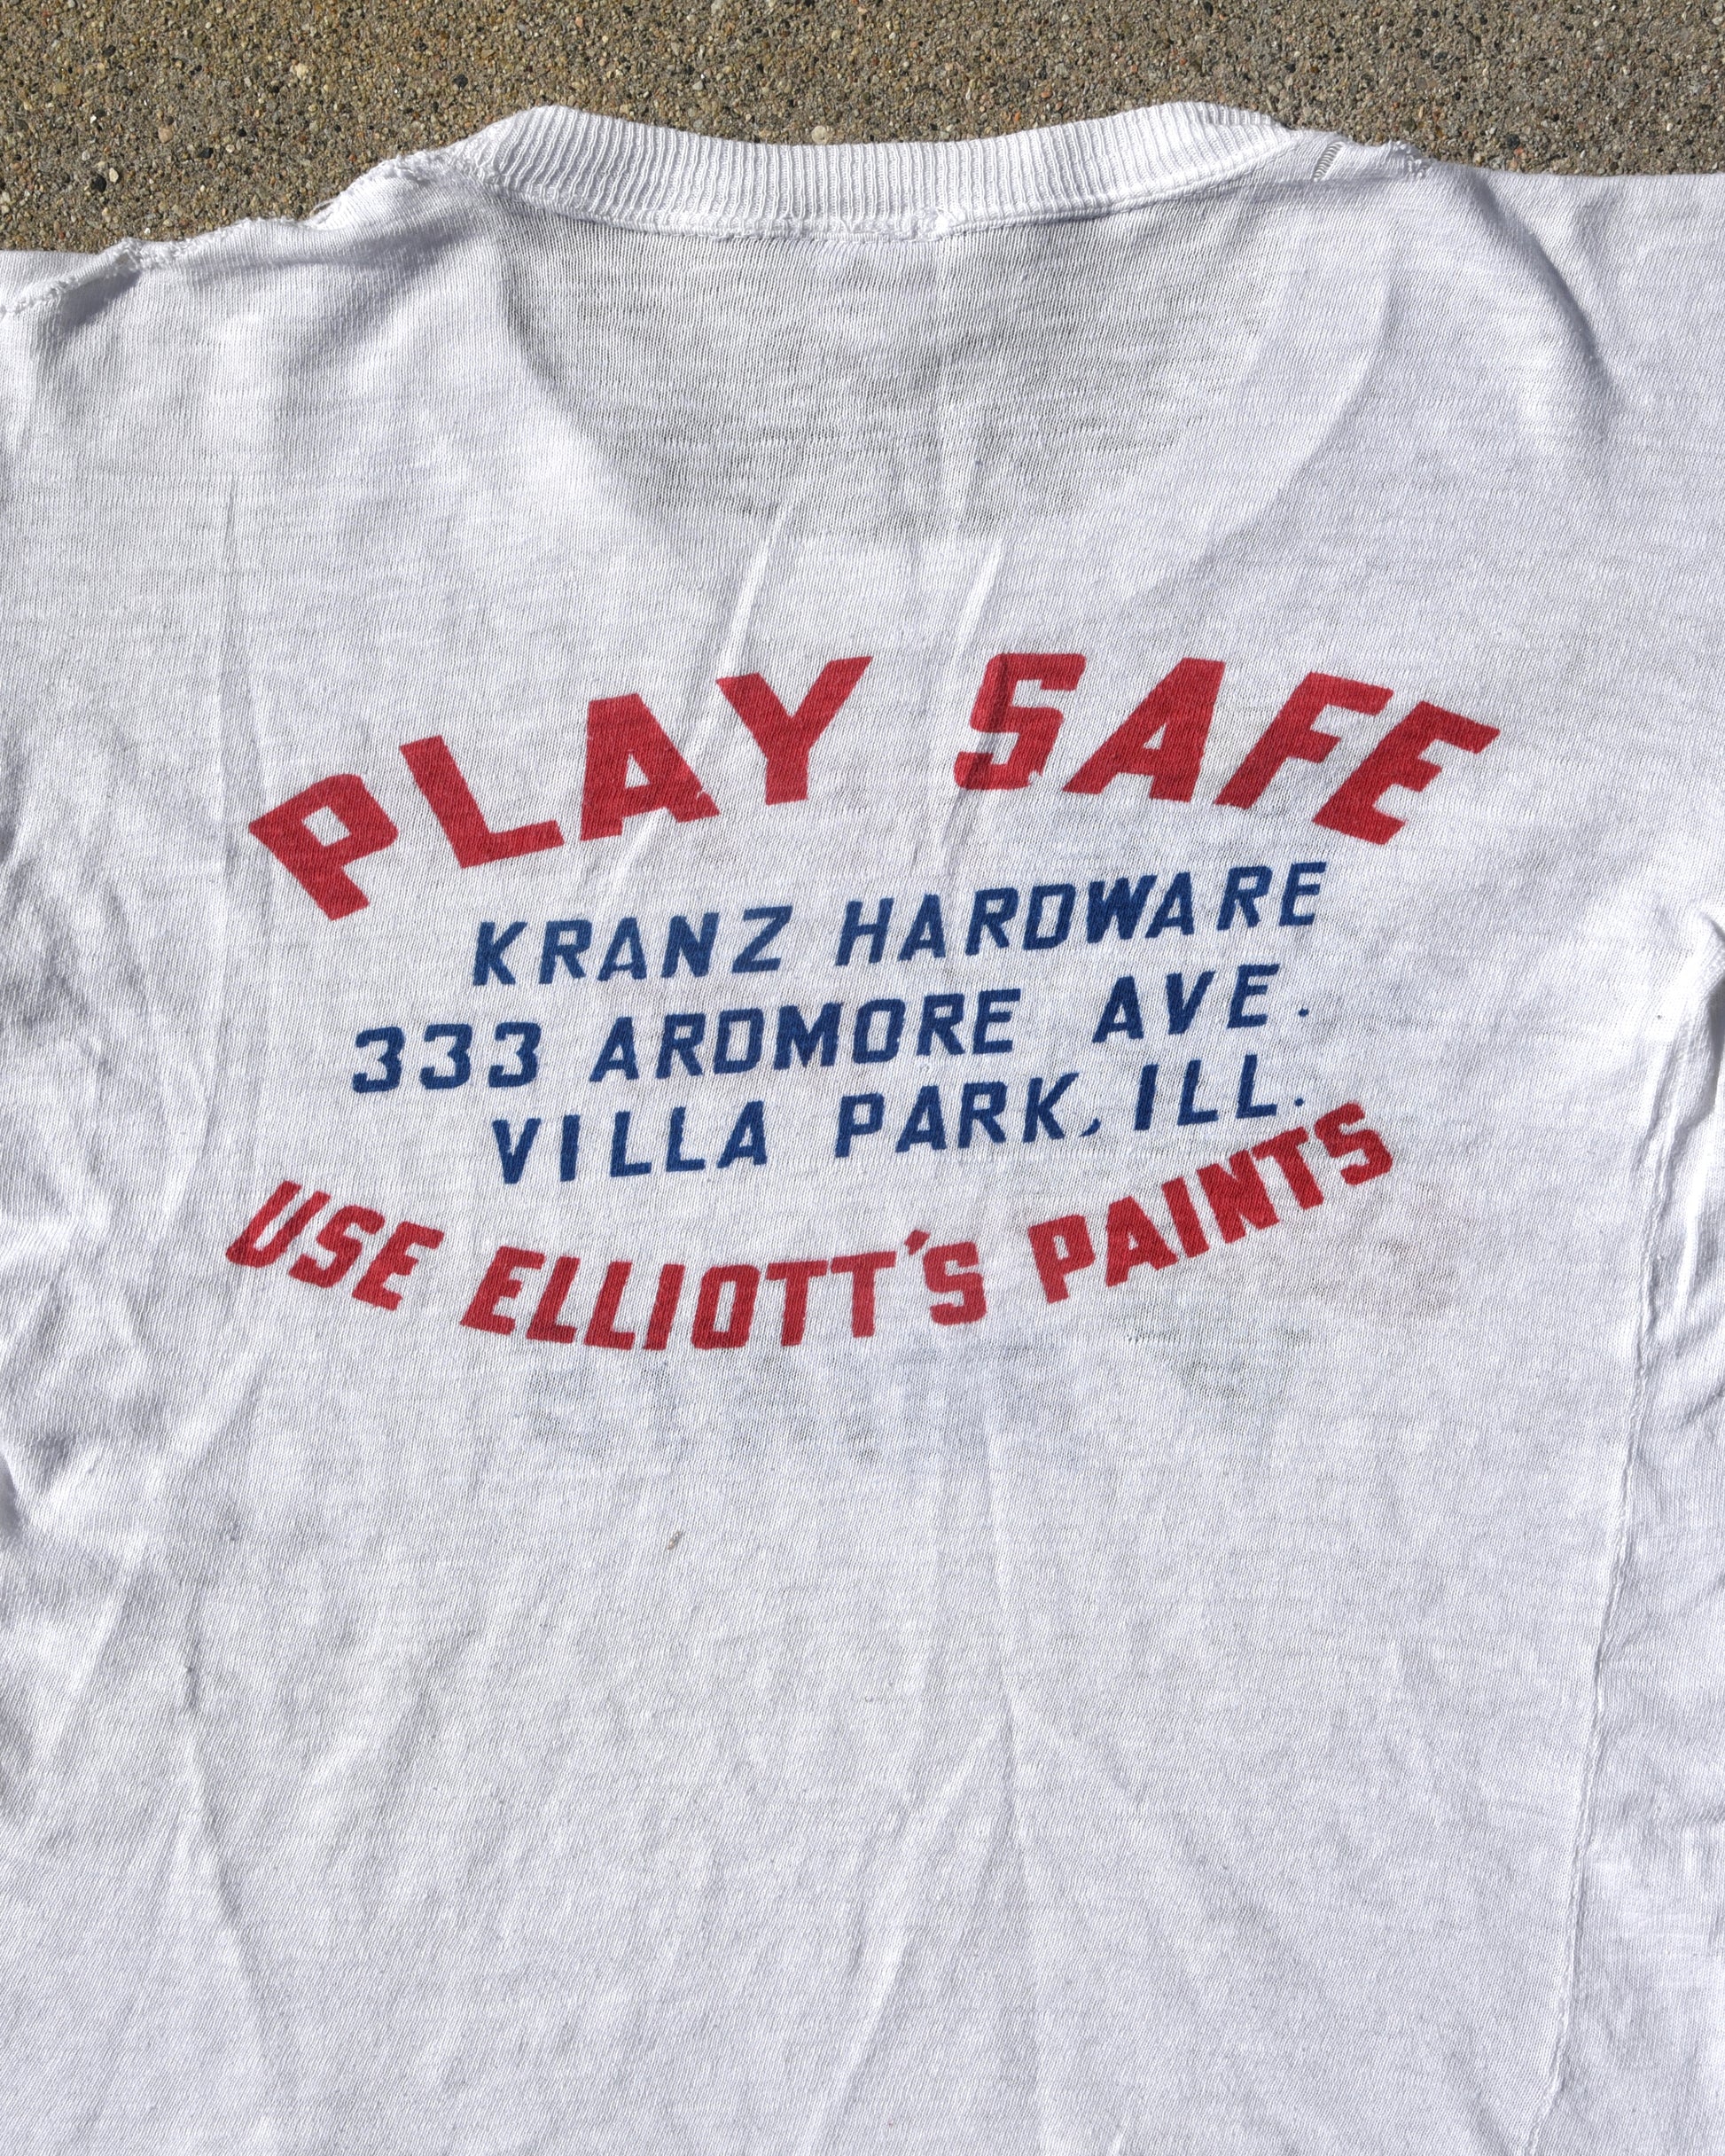 PLAY SAFE
KRANZ HARDWARE
333 ARDMORE AVE.
VILLA PARK, ILL.
USE ELLIOTT'S PAINTS